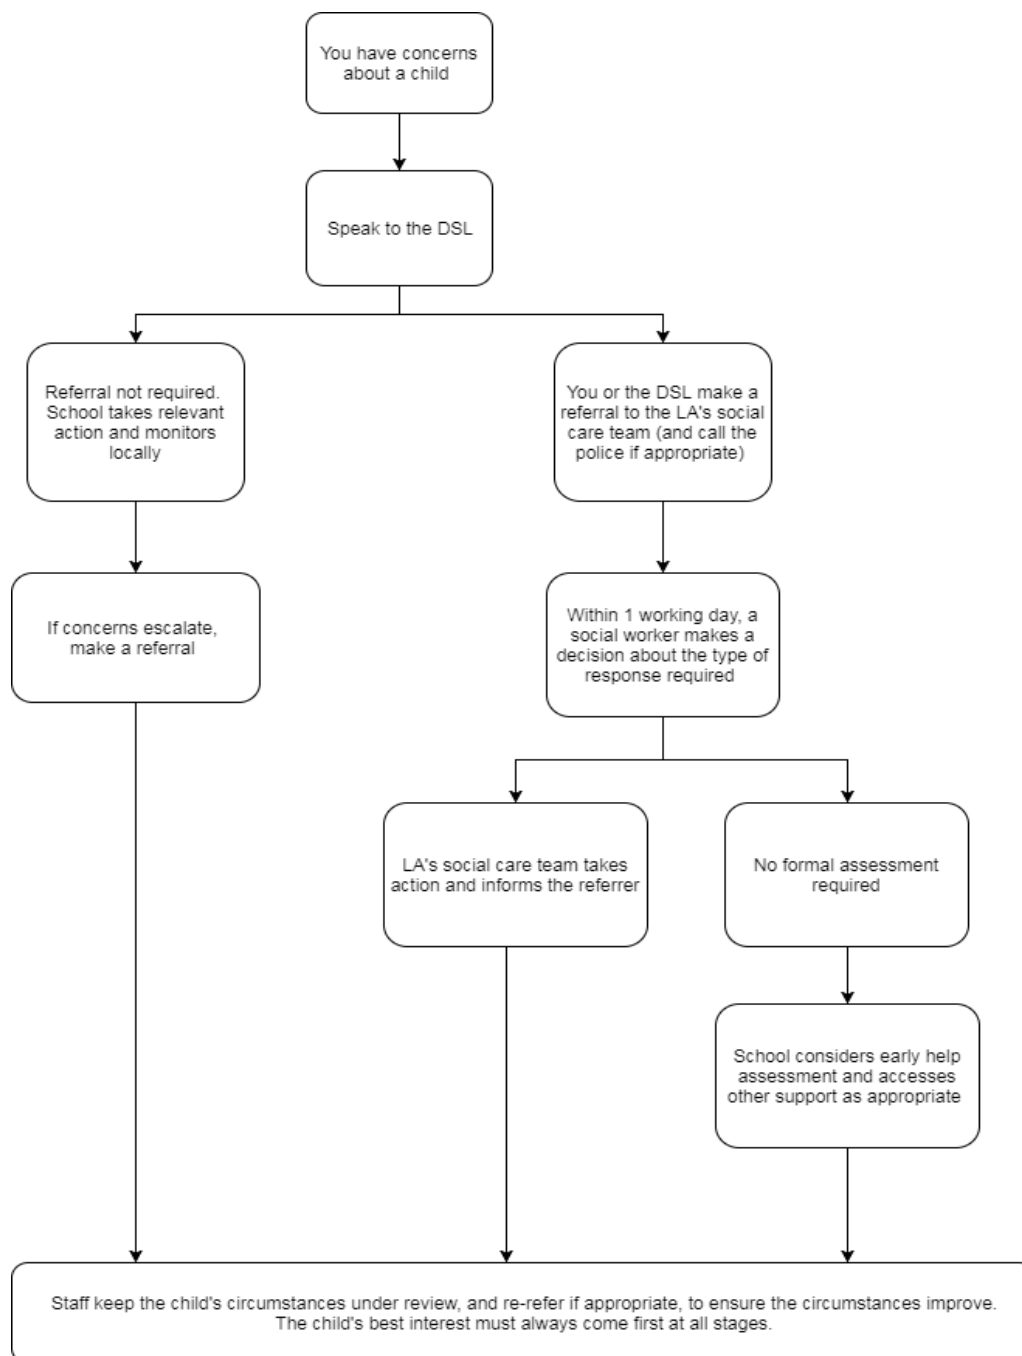 You have concerns
about a child
Speak to the DSL
Referral not required.
School takes relevant
action and monitors
locally
You or the DSL make a
referral to the LA's social
care team (and call the
police if appropriate)
If concerns escalate,
make a referral
Within 1 working day, a
social worker makes a
decision about the type of
response required
LA's social care team takes
action and informs the referrer
No formal assessment
required
School considers early help
assessment and accesses
other support as appropriate
Staff keep the child's circumstances under review, and re-refer if appropriate, to ensure the circumstances improve.
The child's best interest must always come first at all stages.